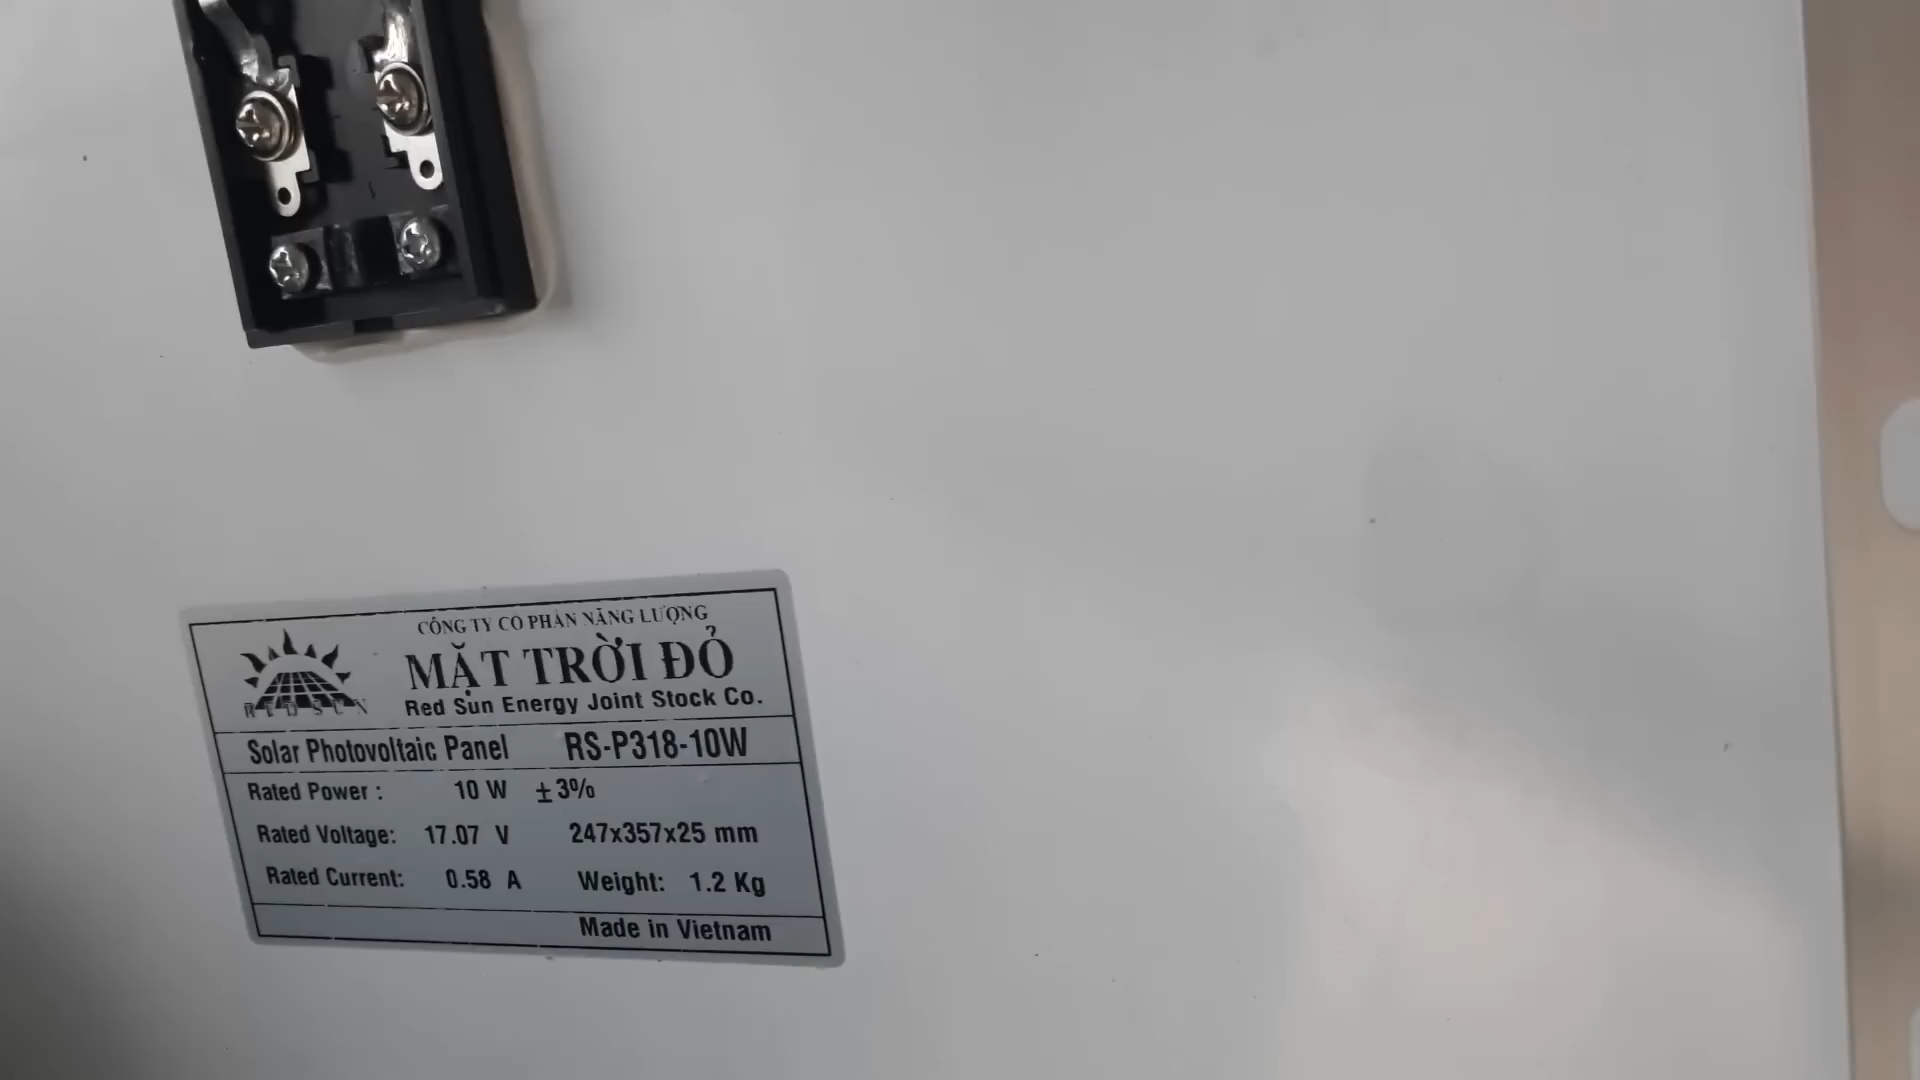 CÔNG TY CỔ PHẦN NĂNG LƯỢNG
MẶT TRỜI ĐỎ
REDSUN
Red Sun Energy Joint Stock Co.
Solar Photovoltaic Panel RS-P318-10W
Rated Power : 10 W ±3%
Rated Voltage: 17.07 V 247x357x25 mm
Rated Current: 0.58 A Weight: 1.2 Kg
Made in Vietnam